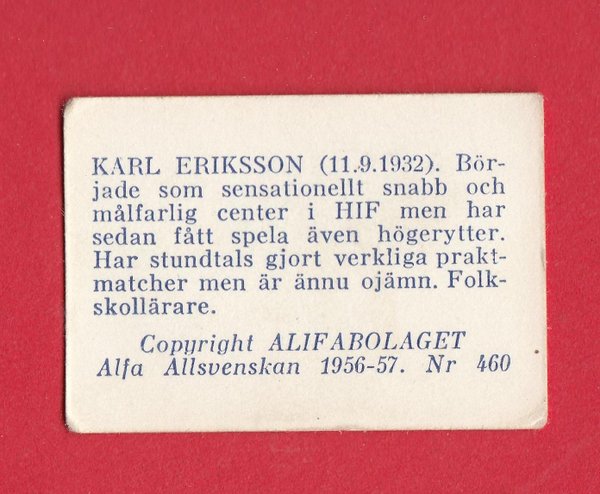 KARL ERIKSSON (11.9.1932). Bör-
jade som sensationellt snabb och
målfarlig center i HIF men har
sedan fått spela även högerytter.
Har stundtals gjort verkliga prakt-
matcher men är ännu ojämn. Folk-
skollärare.
Copyright ALIFABOLAGET
Alfa Allsvenskan 1956-57. Nr 460